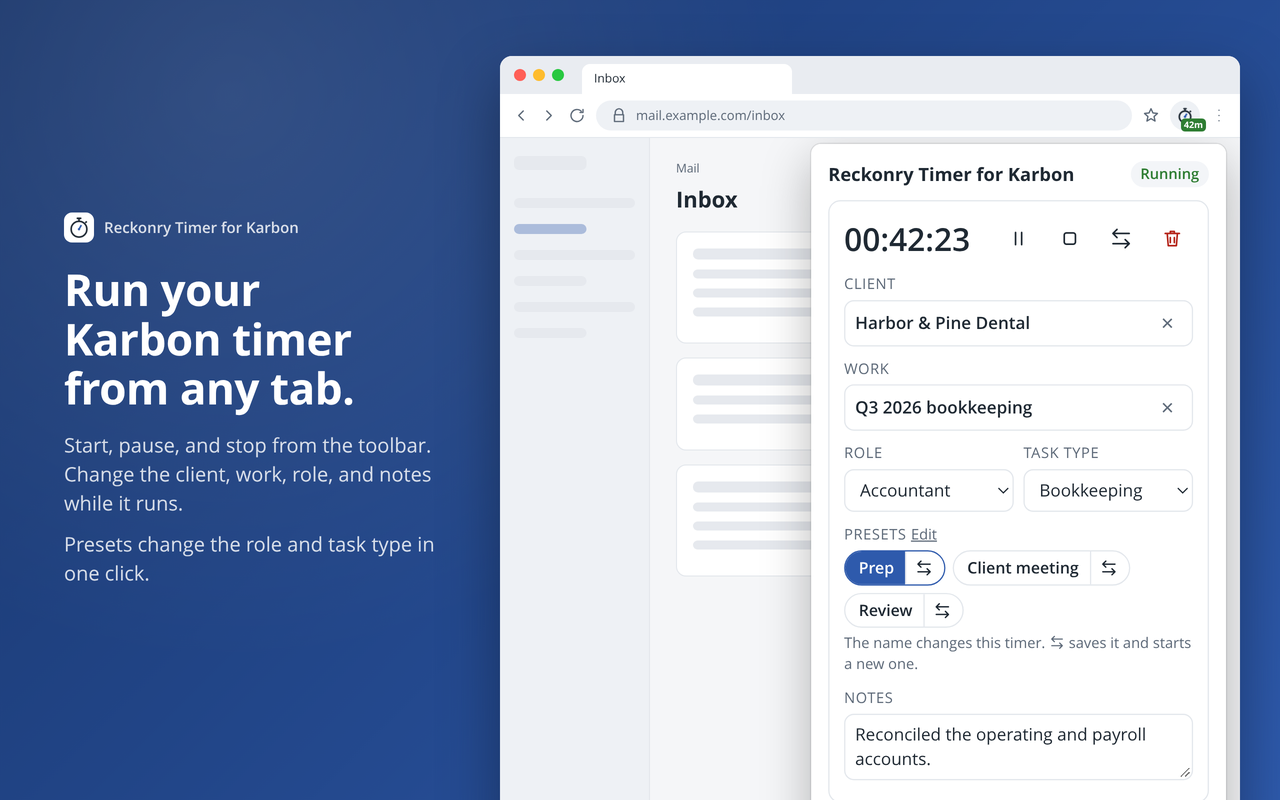 Reckonry Timer for Karbon
Run your
Karbon timer
from any tab.
Start, pause, and stop from the toolbar.
Change the client, work, role, and notes
while it runs.
Presets change the role and task type in
one click.
Inbox
mail.example.com/inbox
42m
Mail
Inbox
Reckonry Timer for Karbon
Running
00:42:23
CLIENT
Harbor & Pine Dental
WORK
Q3 2026 bookkeeping
ROLE
TASK TYPE
Accountant
Bookkeeping
PRESETS Edit
Prep
Client meeting
Review
The name changes this timer. ⇆ saves it and starts
a new one.
NOTES
Reconciled the operating and payroll
accounts.